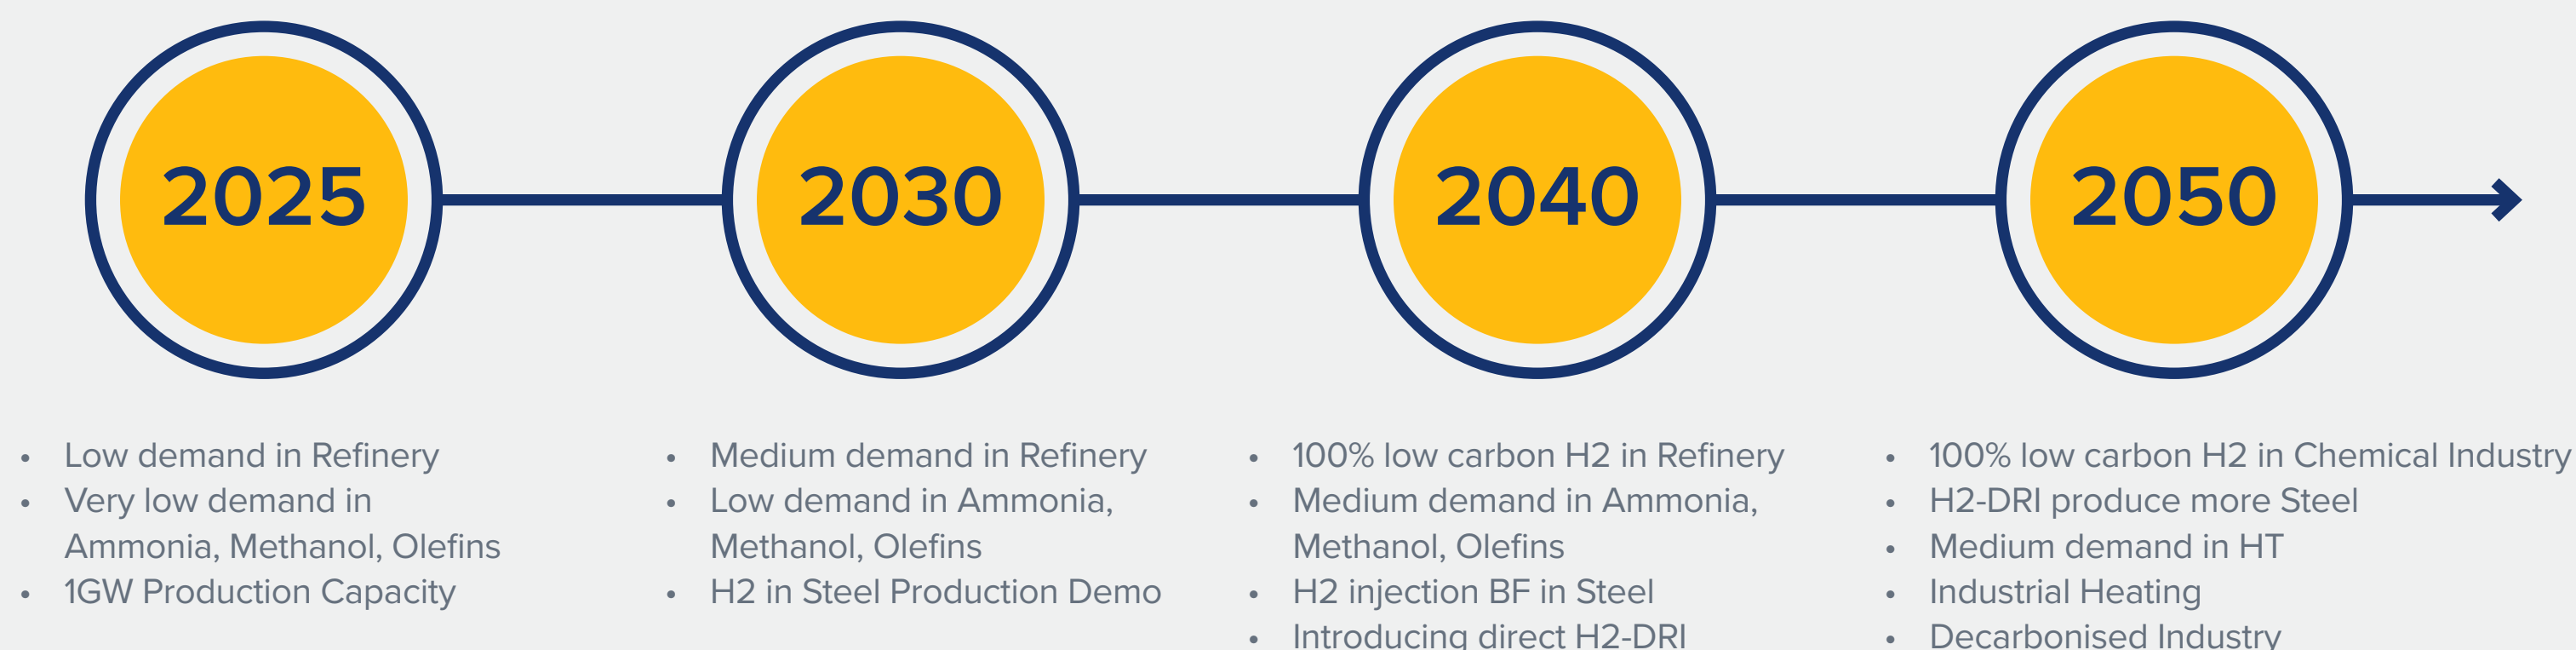 2025
2030
2040
2050
• Low demand in Refinery
• Very low demand in
Ammonia, Methanol, Olefins
• 1GW Production Capacity
• Medium demand in Refinery
• Low demand in Ammonia,
Methanol, Olefins
• H2 in Steel Production Demo
• 100% low carbon H2 in Refinery
• Medium demand in Ammonia,
Methanol, Olefins
• H2 injection BF in Steel
• Introducing direct H2-DRI
• 100% low carbon H2 in Chemical Industry
• H2-DRI produce more Steel
• Medium demand in HT
• Industrial Heating
• Decarbonised Industry